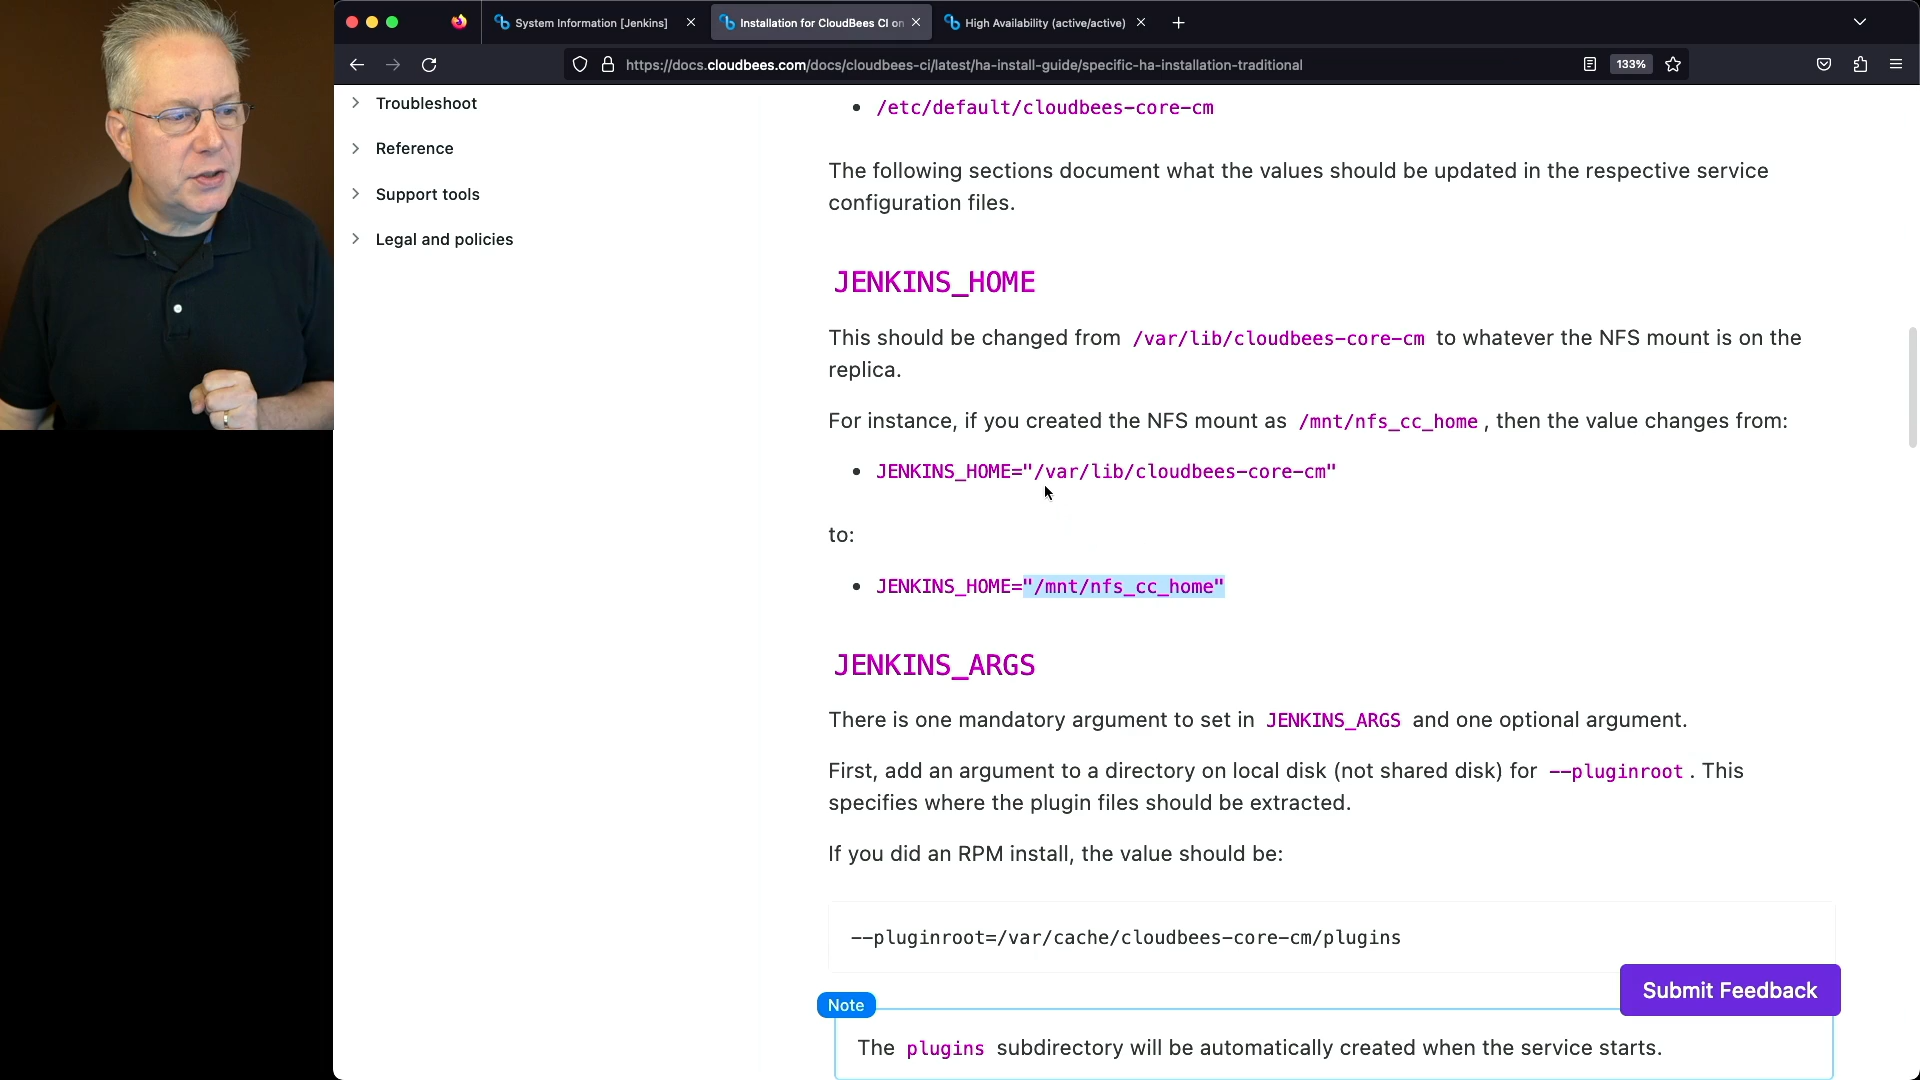 System Information [Jenkins]
Installation for CloudBees CI on
High Availability (active/active)
https://docs.cloudbees.com/docs/cloudbees-ci/latest/ha-install-guide/specific-ha-installation-traditional
133%
Troubleshoot
Reference
Support tools
Legal and policies
/etc/default/cloudbees-core-cm
The following sections document what the values should be updated in the respective service
configuration files.
JENKINS_HOME
This should be changed from /var/lib/cloudbees-core-cm to whatever the NFS mount is on the
replica.
For instance, if you created the NFS mount as /mnt/nfs_cc_home , then the value changes from:
JENKINS_HOME="/var/lib/cloudbees-core-cm"
to:
JENKINS_HOME="/mnt/nfs_cc_home"
JENKINS_ARGS
There is one mandatory argument to set in JENKINS_ARGS and one optional argument.
First, add an argument to a directory on local disk (not shared disk) for --pluginroot . This
specifies where the plugin files should be extracted.
If you did an RPM install, the value should be:
--pluginroot=/var/cache/cloudbees-core-cm/plugins
Submit Feedback
Note
The plugins subdirectory will be automatically created when the service starts.